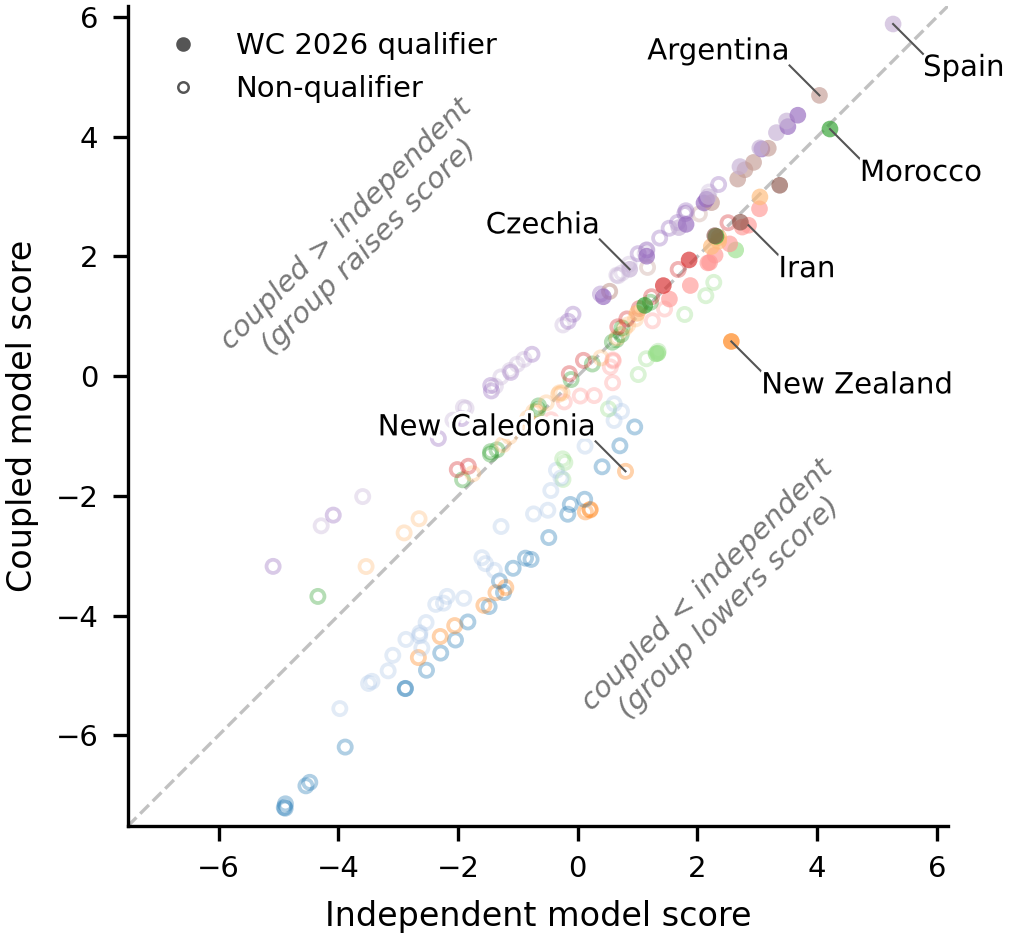 WC 2026 qualifier
Non-qualifier
coupled > independent
(group raises score)
Argentina
Spain
Morocco
Czechia
Iran
New Zealand
New Caledonia
coupled < independent
(group lowers score)
6
4
2
0
−2
−4
−6
Coupled model score
−6
−4
−2
0
2
4
6
Independent model score